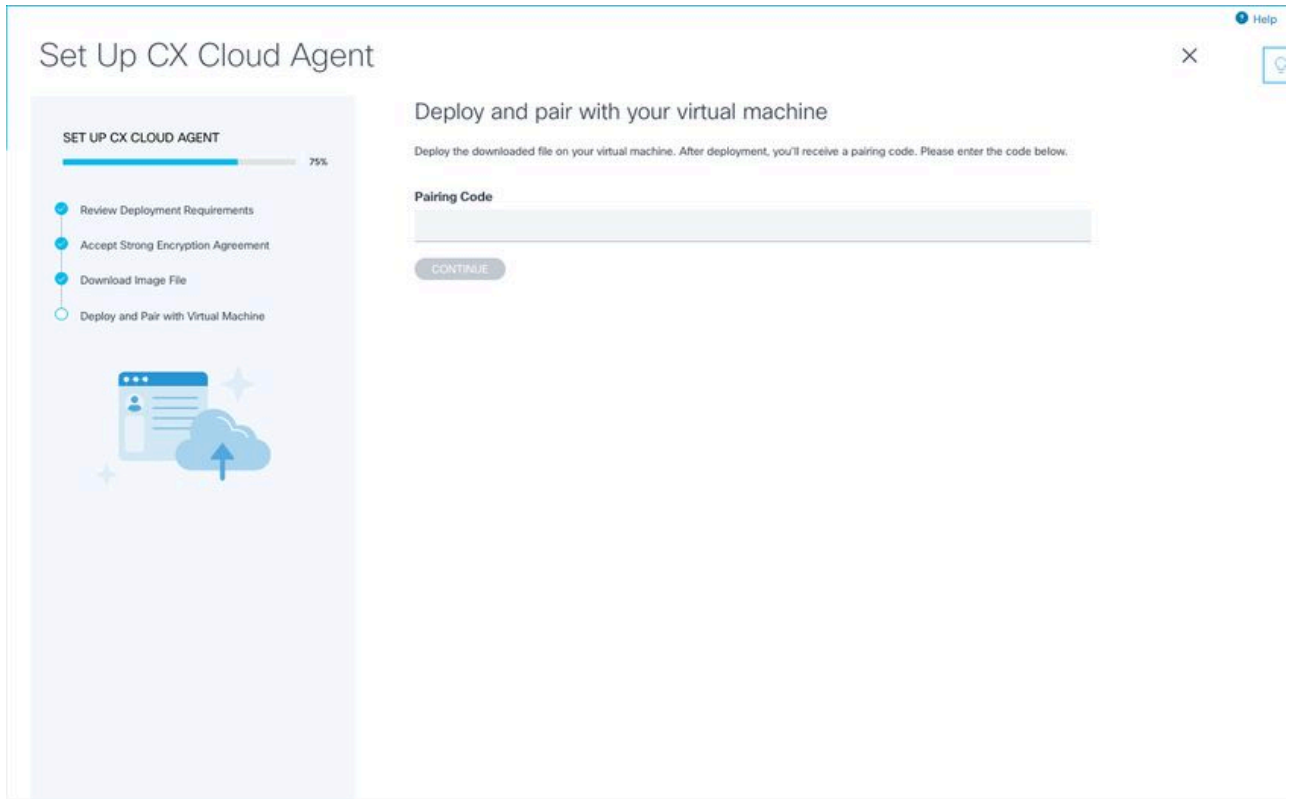 Help
Set Up CX Cloud Agent
SET UP CX CLOUD AGENT
75%
Review Deployment Requirements
Accept Strong Encryption Agreement
Download Image File
Deploy and Pair with Virtual Machine
Deploy and pair with your virtual machine
Deploy the downloaded file on your virtual machine. After deployment, you'll receive a pairing code. Please enter the code below.
Pairing Code
CONTINUE